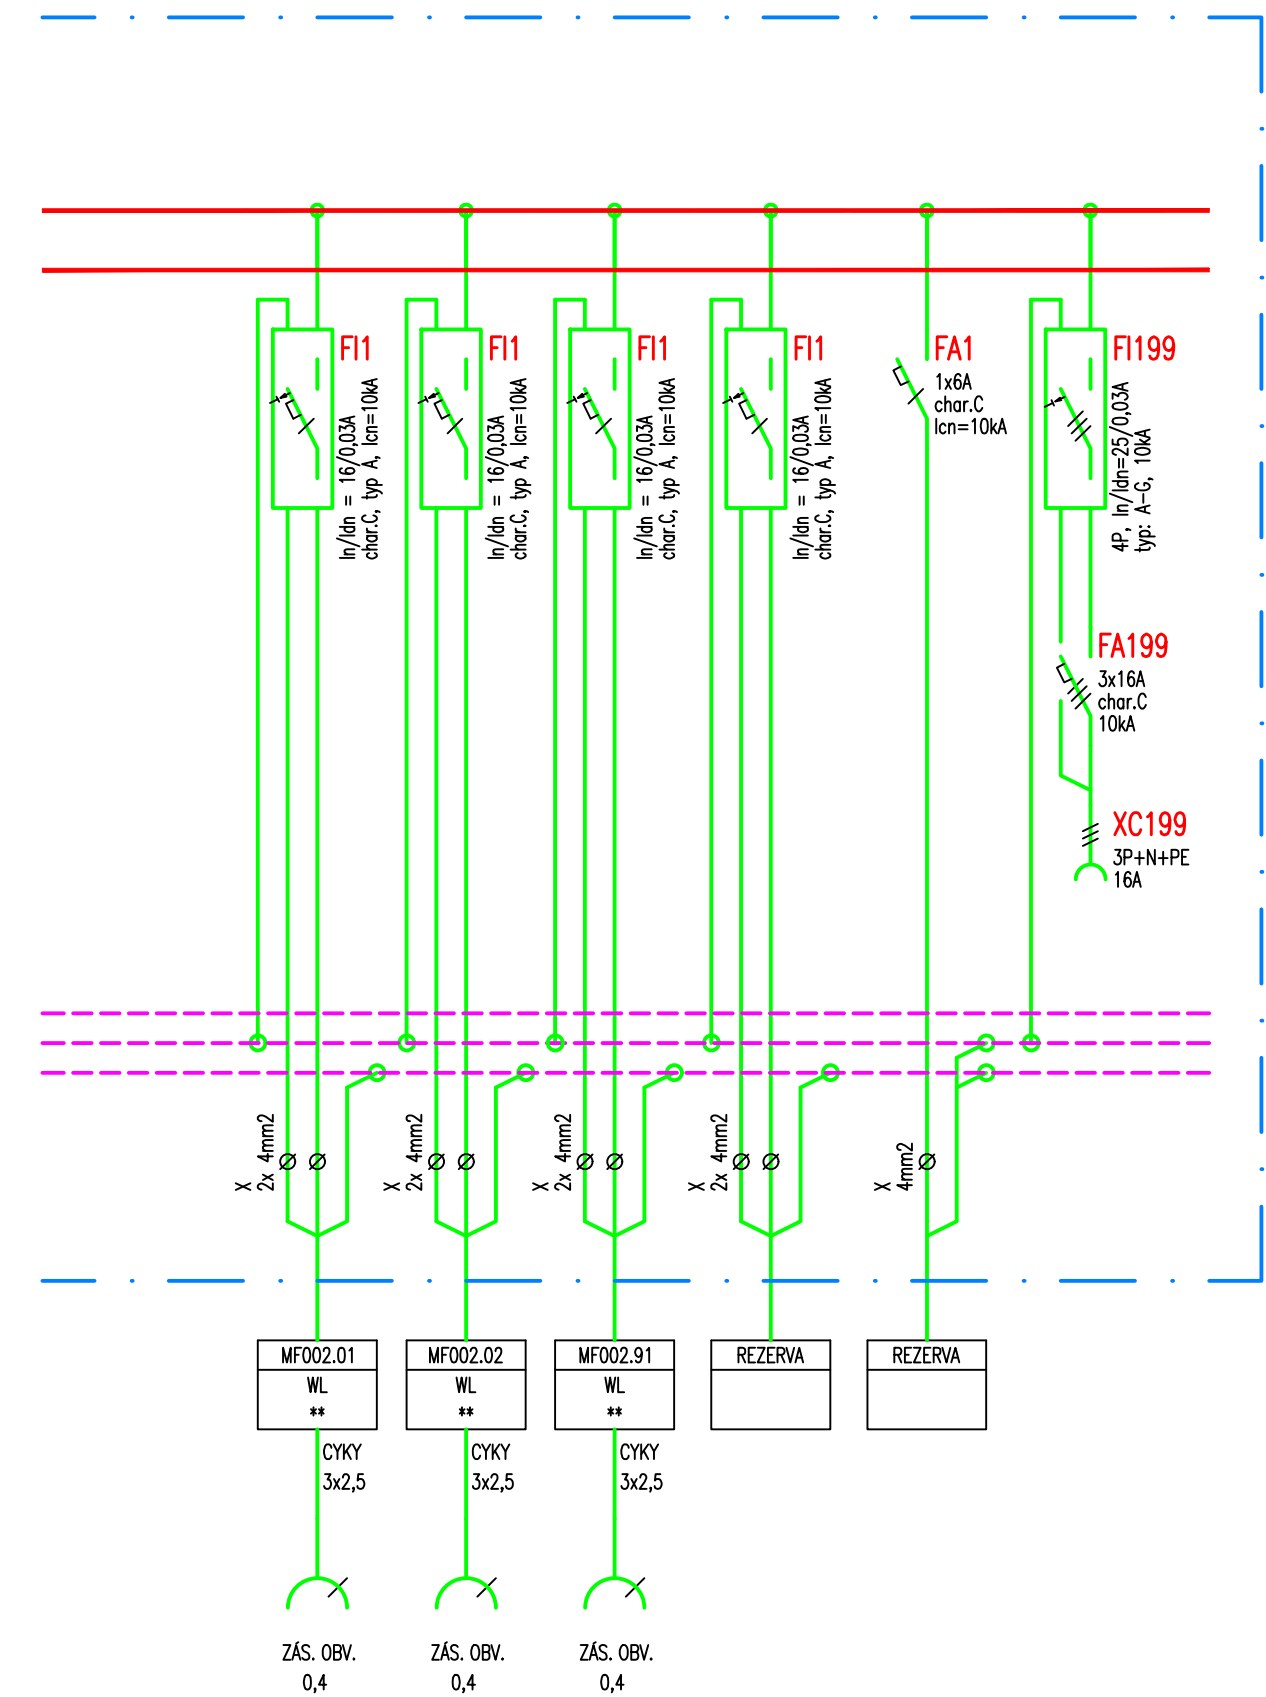 FI1
In/Idn = 16/0,03A
char.C, typ A, Icn=10kA
FI1
In/Idn = 16/0,03A
char.C, typ A, Icn=10kA
FI1
In/Idn = 16/0,03A
char.C, typ A, Icn=10kA
FI1
In/Idn = 16/0,03A
char.C, typ A, Icn=10kA
FA1
1x6A
char.C
Icn=10kA
FI199
4P, In/Idn=25/0,03A
typ: A-G, 10kA
FA199
3x16A
char.C
10kA
XC199
3P+N+PE
16A
X
2x 4mm2
X
2x 4mm2
X
2x 4mm2
X
2x 4mm2
X
4mm2
MF002.01
WL
**
MF002.02
WL
**
MF002.91
WL
**
REZERVA
REZERVA
CYKY
3x2,5
CYKY
3x2,5
CYKY
3x2,5
ZÁS. OBV.
0,4
ZÁS. OBV.
0,4
ZÁS. OBV.
0,4